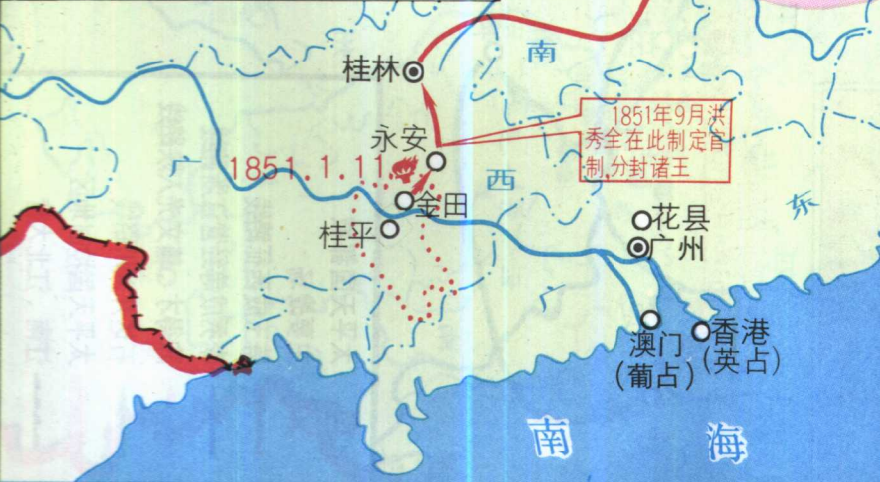 南
桂林
1851年9月洪
秀全在此制定官
制,分封诸王
永安
广
1851.1.11
西
金田
花县
东
桂平
广州
广
澳门
(葡占)
香港
(英占)
南 海